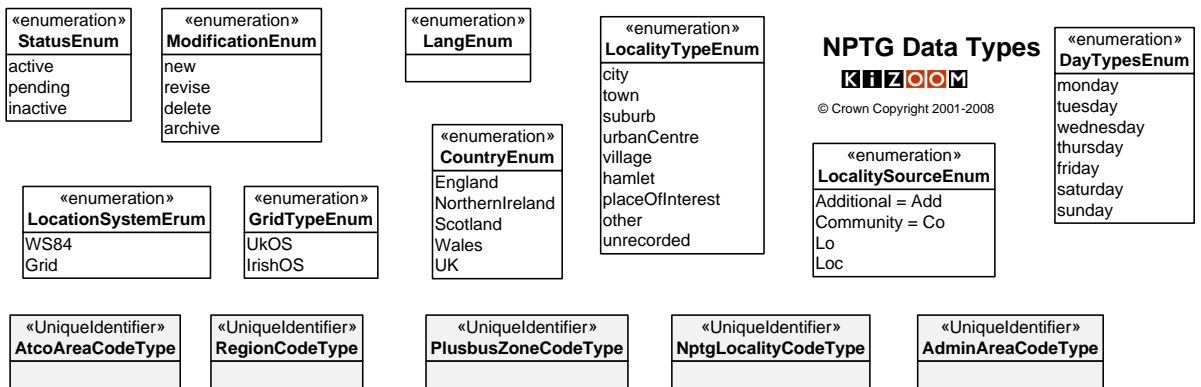 «enumeration»
StatusEnum
active
pending
inactive
«enumeration»
ModificationEnum
new
revise
delete
archive
«enumeration»
LangEnum
«enumeration»
LocalityTypeEnum
city
town
suburb
urbanCentre
village
hamlet
placeOfInterest
other
unrecorded
NPTG Data Types
KiZOOM
© Crown Copyright 2001-2008
«enumeration»
DayTypesEnum
monday
tuesday
wednesday
thursday
friday
saturday
sunday
«enumeration»
CountryEnum
England
NorthernIreland
Scotland
Wales
UK
«enumeration»
LocalitySourceEnum
Additional = Add
Community = Co
Lo
Loc
«enumeration»
LocationSystemErum
WS84
Grid
«enumeration»
GridTypeEnum
UkOS
IrishOS
«UniqueIdentifier»
AtcoAreaCodeType
«UniqueIdentifier»
RegionCodeType
«UniqueIdentifier»
PlusbusZoneCodeType
«UniqueIdentifier»
NptgLocalityCodeType
«UniqueIdentifier»
AdminAreaCodeType